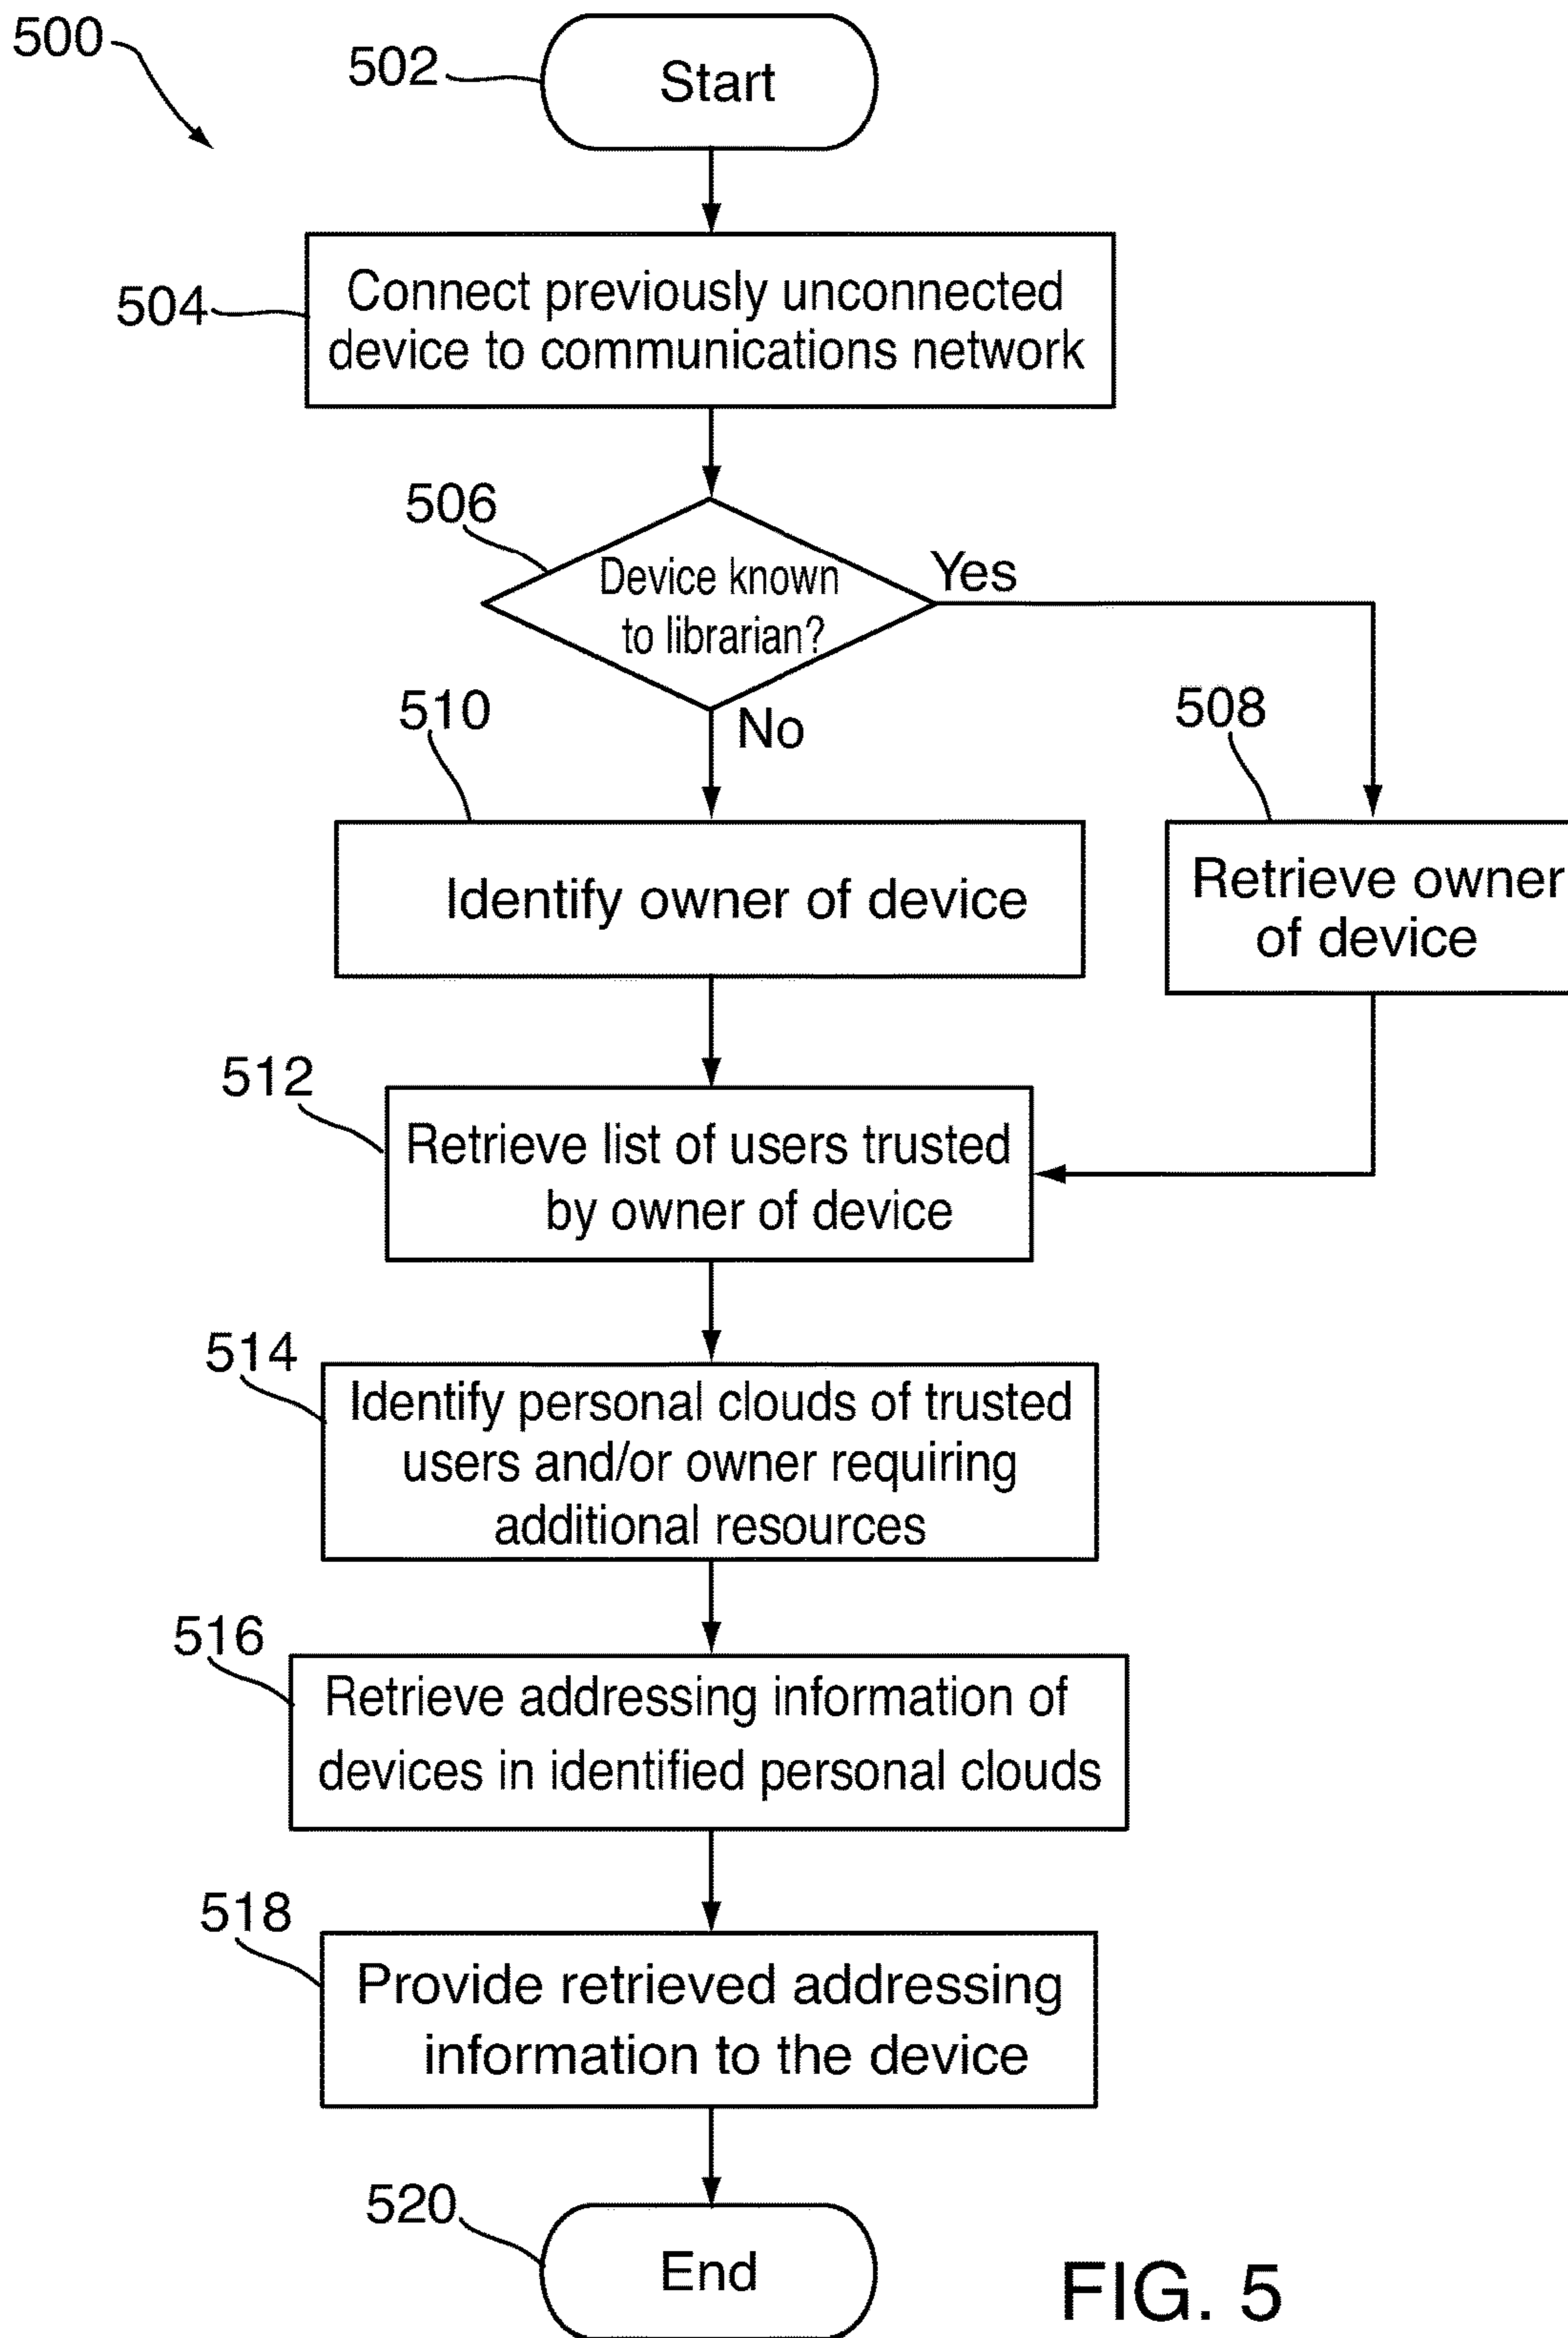 500
502
Start
504
Connect previously unconnected
device to communications network
506
Device known
to librarian?
Yes
No
510
Identify owner of device
508
Retrieve owner
of device
512
Retrieve list of users trusted
by owner of device
514
Identify personal clouds of trusted
users and/or owner requiring
additional resources
516
Retrieve addressing information of
devices in identified personal clouds
518
Provide retrieved addressing
information to the device
520
End
FIG. 5